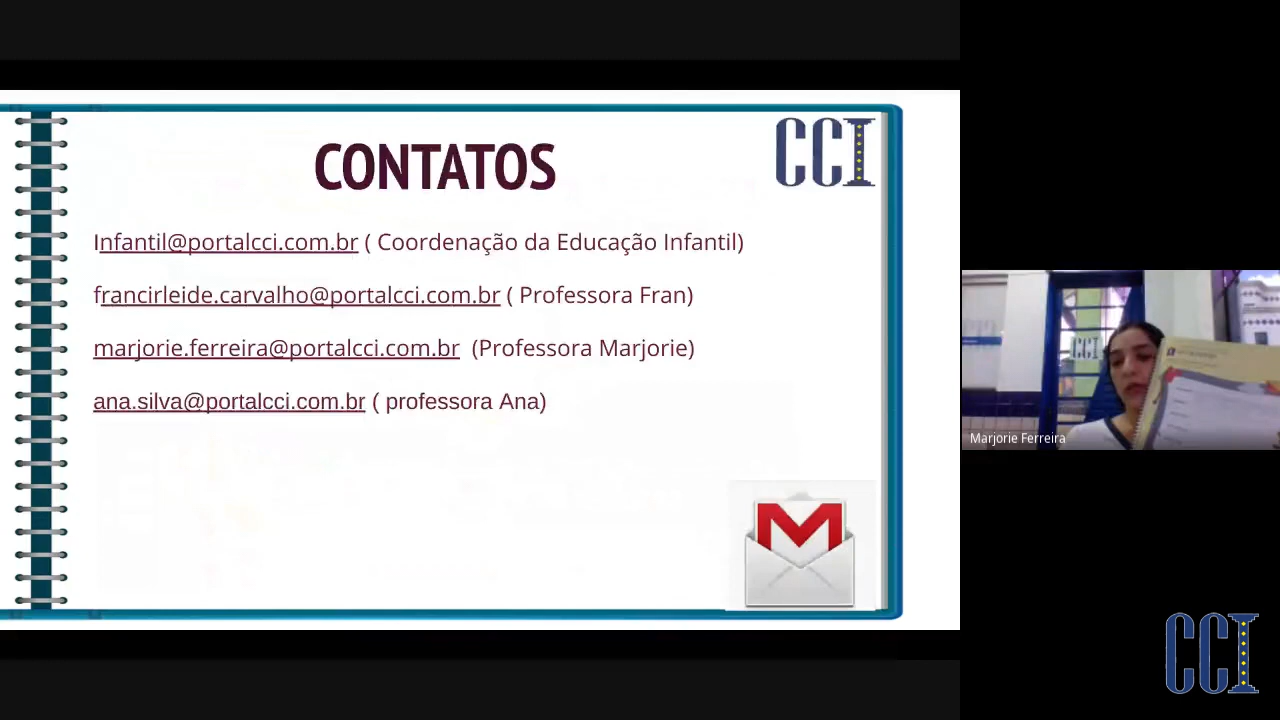 CONTATOS
CCI
Infantil@portalcci.com.br ( Coordenação da Educação Infantil)
francirleide.carvalho@portalcci.com.br ( Professora Fran)
marjorie.ferreira@portalcci.com.br (Professora Marjorie)
ana.silva@portalcci.com.br ( professora Ana)
CCI
Marjorie Ferreira
CCI